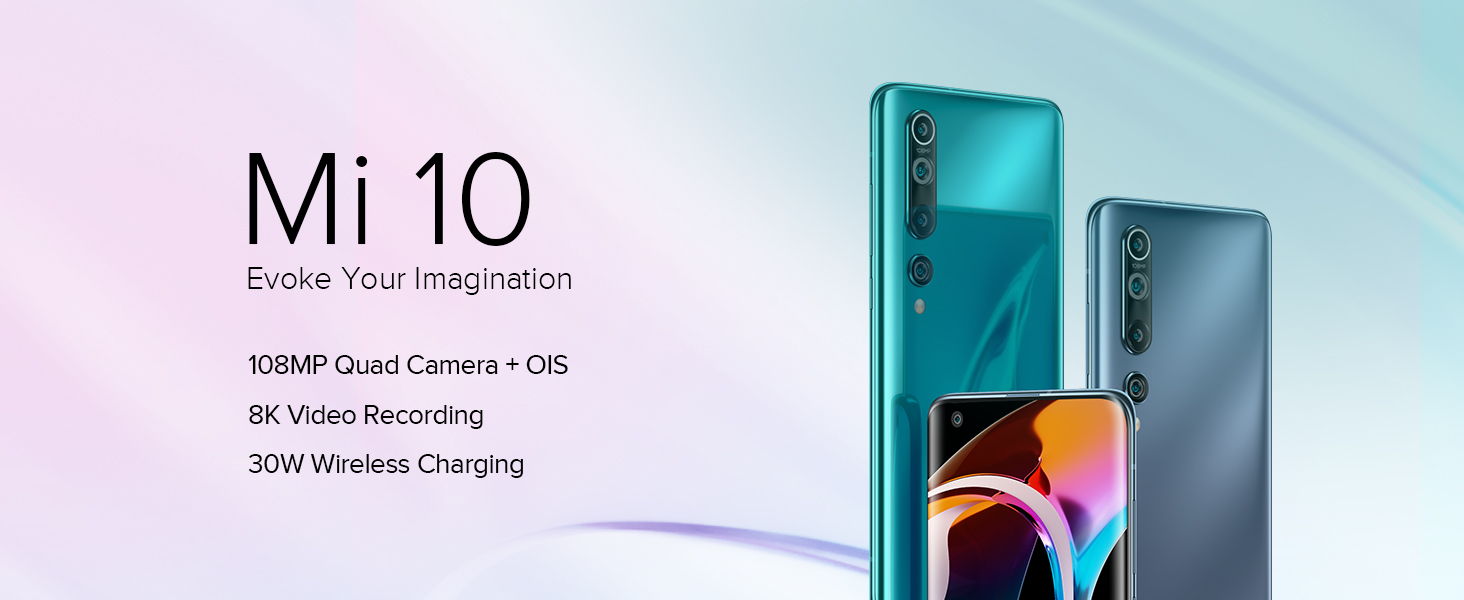 Mi 10
Evoke Your Imagination
108MP Quad Camera + OIS
8K Video Recording
30W Wireless Charging